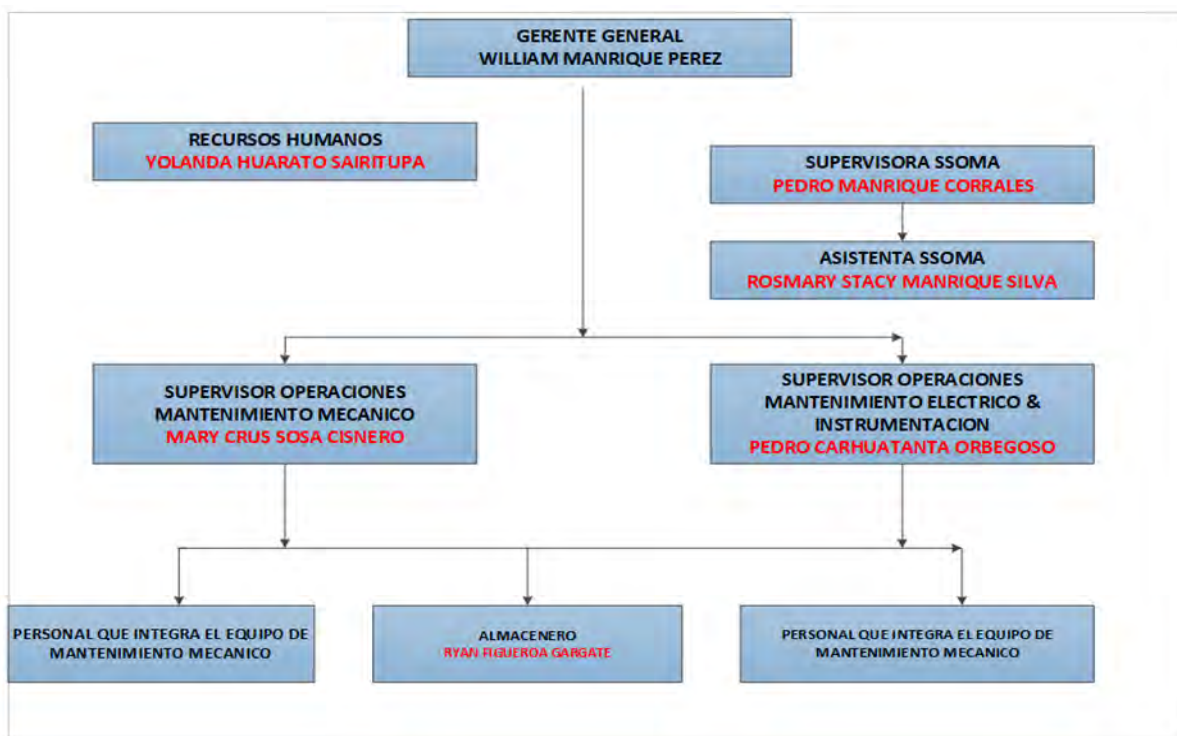 GERENTE GENERAL
WILLIAM MANRIQUE PEREZ
RECURSOS HUMANOS
YOLANDA HUARATO SAIRITUPA
SUPERVISORA SSOMA
PEDRO MANRIQUE CORRALES
ASISTENTA SSOMA
ROSMARY STACY MANRIQUE SILVA
SUPERVISOR OPERACIONES
MANTENIMIENTO MECANICO
MARY CRUS SOSA CISNERO
SUPERVISOR OPERACIONES
MANTENIMIENTO ELECTRICO &
INSTRUMENTACION
PEDRO CARHUATANTA ORBEGOSO
PERSONAL QUE INTEGRA EL EQUIPO DE
MANTENIMIENTO MECANICO
ALMACENERO
RYAN FIGUEROA GARGATE
PERSONAL QUE INTEGRA EL EQUIPO DE
MANTENIMIENTO MECANICO